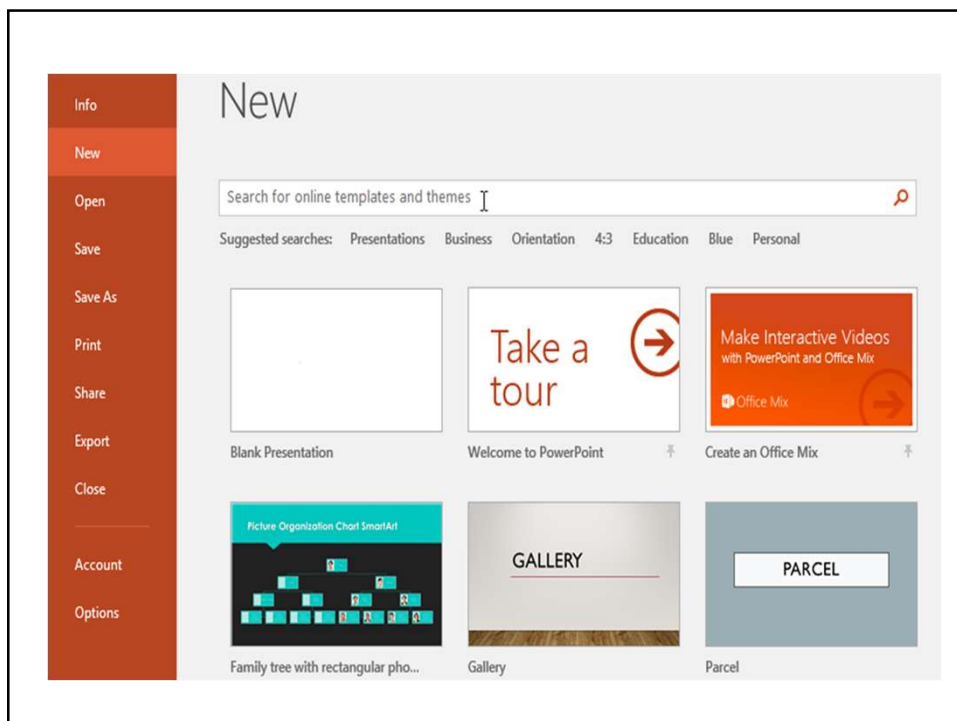 Info
New
Open
Save
Save As
Print
Share
Export
Close
Account
Options
New
Search for online templates and themes
Suggested searches: Presentations Business Orientation 4:3 Education Blue Personal
Blank Presentation
Take a
tour
Welcome to PowerPoint
Make Interactive Videos
with PowerPoint and Office Mix
Office Mix
Create an Office Mix
Picture Organization Chart SmartArt
Family tree with rectangular pho...
GALLERY
Gallery
PARCEL
Parcel